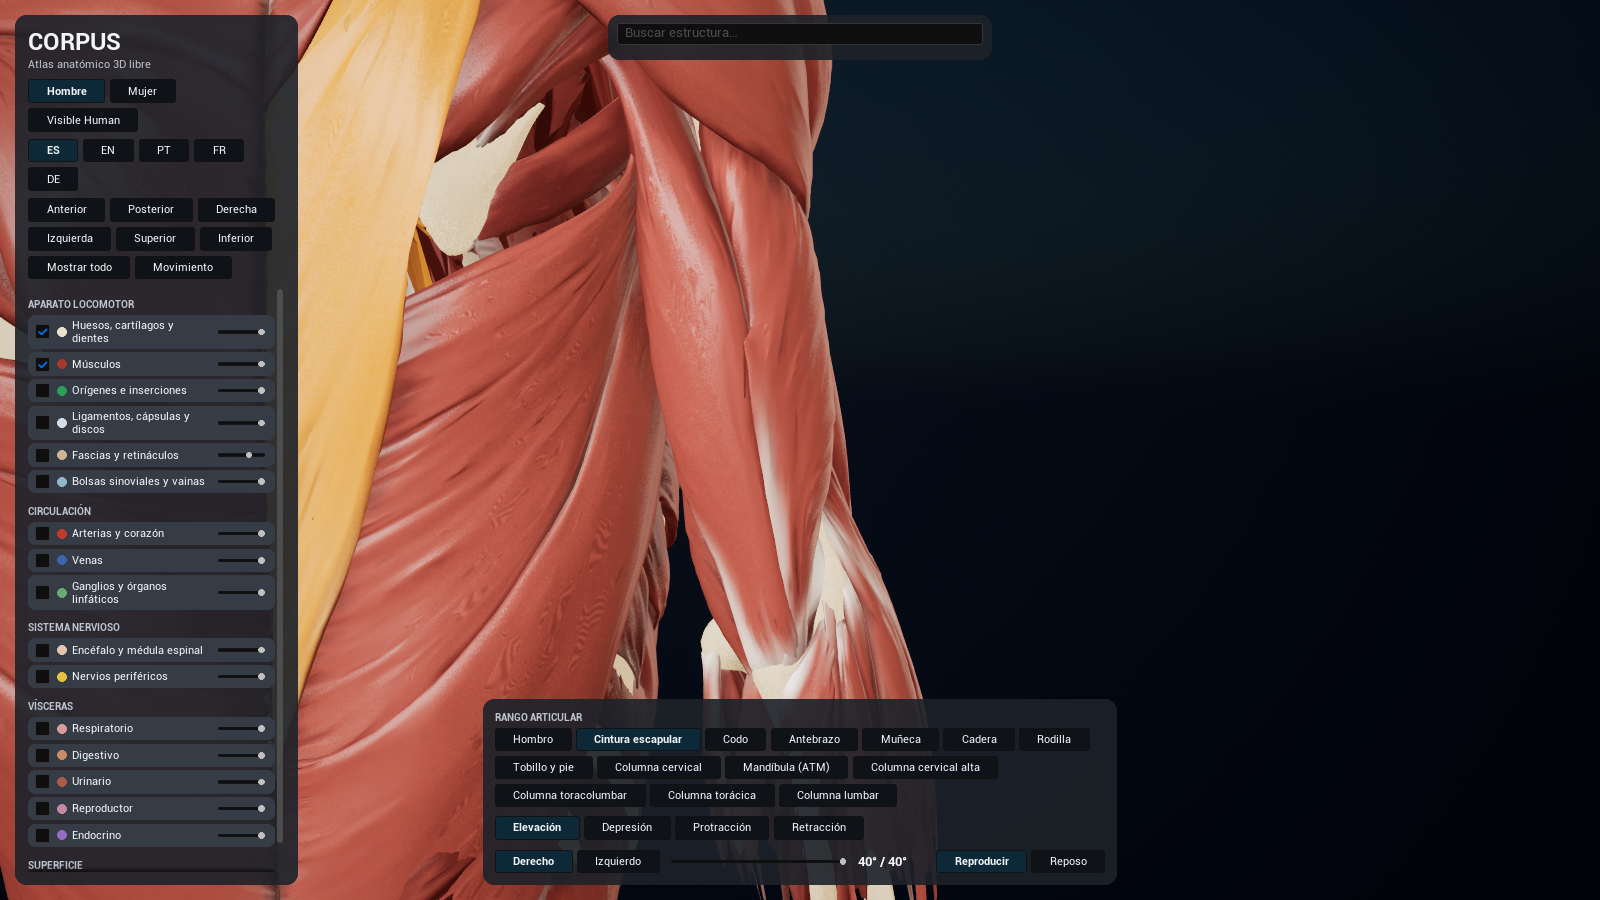 CORPUS
Atlas anatómico 3D libre
Hombre Mujer
Visible Human
ES EN PT FR
DE
Anterior Posterior Derecha
Izquierda Superior Inferior
Mostrar todo Movimiento
APARATO LOCOMOTOR
Huesos, cartílagos y
dientes
Músculos
Orígenes e inserciones
Ligamentos, cápsulas y
discos
Fascias y retináculos
Bolsas sinoviales y vainas
CIRCULACIÓN
Arterias y corazón
Venas
Ganglios y órganos
linfáticos
SISTEMA NERVIOSO
Encéfalo y médula espinal
Nervios periféricos
VÍSCERAS
Respiratorio
Digestivo
Urinario
Reproductor
Endocrino
SUPERFICIE
Buscar estructura...
RANGO ARTICULAR
Hombro Cintura escapular Codo Antebrazo Muñeca Cadera Rodilla
Tobillo y pie Columna cervical Mandíbula (ATM) Columna cervical alta
Columna toracolumbar Columna torácica Columna lumbar
Elevación Depresión Protracción Retracción
Derecho Izquierdo 40° / 40° Reproducir Reposo